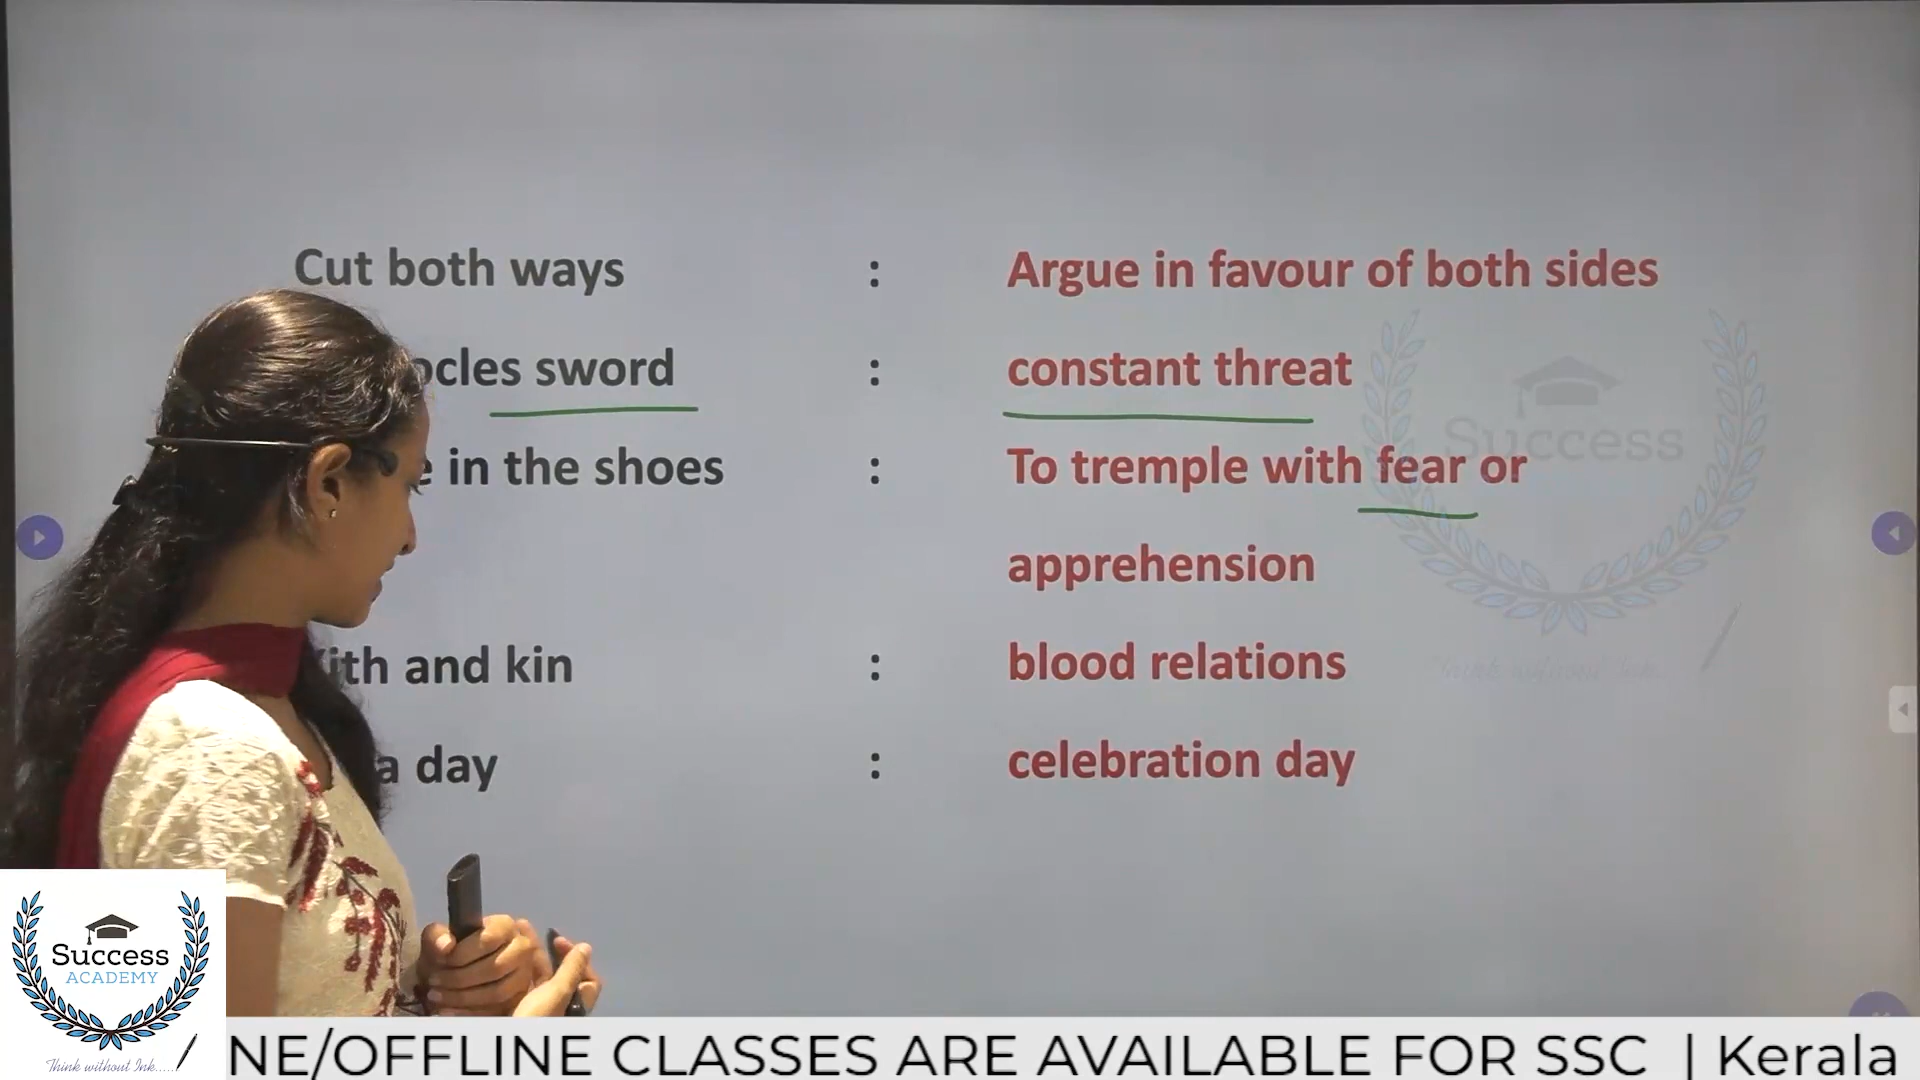 Cut both ways : Argue in favour of both sides
sword : constant threat
in the shoes : To tremple with fear or
apprehension
and kin : blood relations
a day : celebration day
Success
Success
ACADEMY
Think without Ink.....
NE/OFFLINE CLASSES ARE AVAILABLE FOR SSC | Kerala